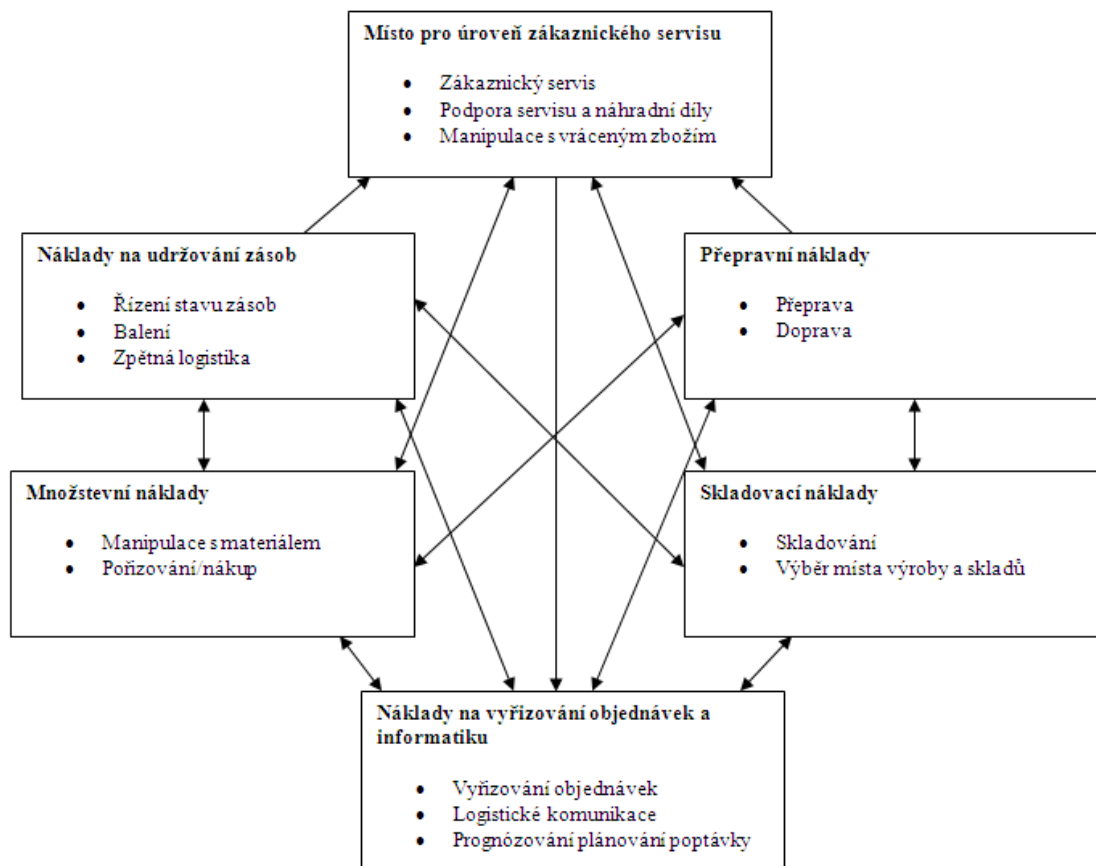 Místo pro úroveň zákaznického servisu
• Zákaznický servis
• Podpora servisu a náhradní díly
• Manipulace s vráceným zbožím
Náklady na udržování zásob
• Řízení stavu zásob
• Balení
• Zpětná logistika
Přepravní náklady
• Přeprava
• Doprava
Množstevní náklady
• Manipulace s materiálem
• Pořizování/nákup
Skladovací náklady
• Skladování
• Výběr místa výroby a skladů
Náklady na vyřizování objednávek a
informatiku
• Vyřizování objednávek
• Logistické komunikace
• Prognózování plánování poptávky